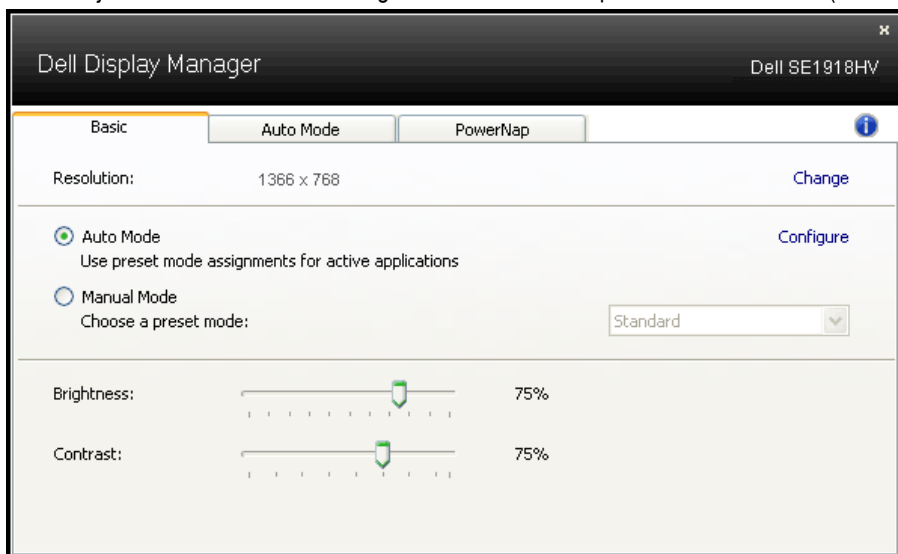 x
Dell Display Manager
Dell SE1918HV
Basic
Auto Mode
PowerNap
i
Resolution:
1366 x 768
Change
Auto Mode
Configure
Use preset mode assignments for active applications
Manual Mode
Choose a preset mode:
Standard
Brightness:
75%
Contrast:
75%